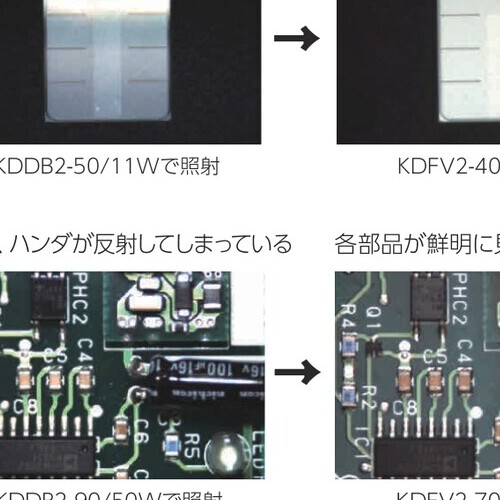 KDDB2-50/11Wで照射
KDFV2-40
、ハンダが反射してしまっている
各部品が鮮明に見
PHC2
C5
C4
C8
C6
R5
LED
100μF16v
16v
nichicon
R4
Q1
PHC2
C5
C4
R2
C8
IC1
KDDB2-90/50Wで照射
KDFV2-70